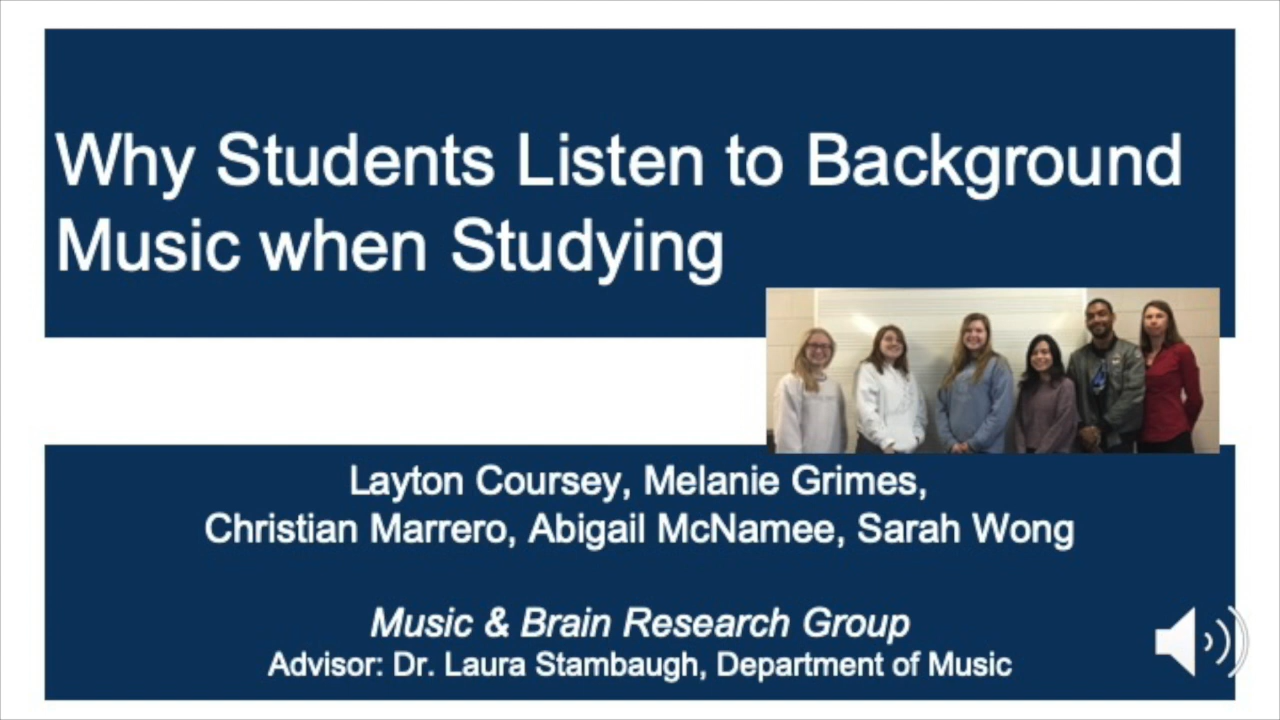 Why Students Listen to Background
Music when Studying
Layton Coursey, Melanie Grimes,
Christian Marrero, Abigail McNamee, Sarah Wong
Music & Brain Research Group
Advisor: Dr. Laura Stambaugh, Department of Music